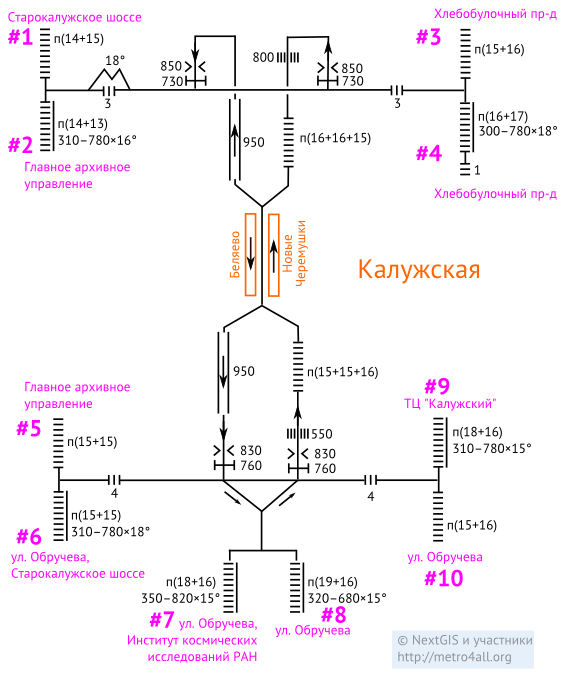 Старокалужское шоссе
#1
п(14+15)
18°
3
п(14+13)
310–780×16°
#2
Главное архивное
управление
850
730
800
850
730
3
Хлебобулочный пр-д
#3
п(15+16)
п(16+17)
300–780×18°
#4
1
Хлебобулочный пр-д
950
п(16+16+15)
Беляево
Новые
Черемушки
Калужская
950
п(15+15+16)
Главное архивное
управление
#5
п(15+15)
4
п(15+15)
310–780×18°
#6
ул. Обручева,
Старокалужское шоссе
830
760
550
830
760
4
#9
ТЦ "Калужский"
п(18+16)
310–780×15°
п(15+16)
ул. Обручева
#10
п(18+16)
350–820×15°
#7 ул. Обручева,
Институт космических
исследований РАН
п(19+16)
320–680×15°
#8
ул. Обручева
© NextGIS и участники
http://metro4all.org